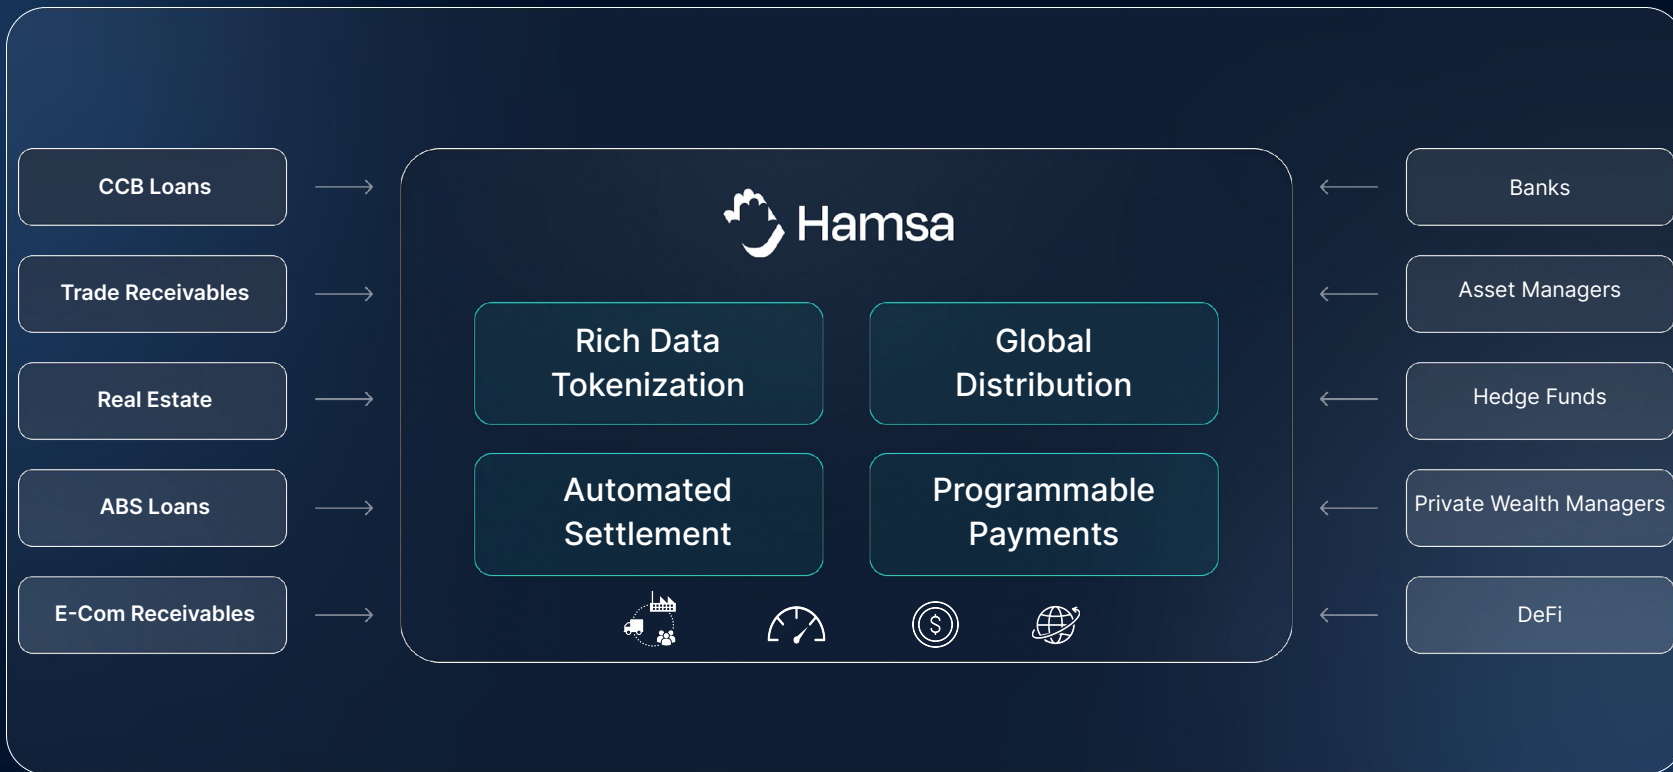 CCB Loans
Trade Receivables
Real Estate
ABS Loans
E-Com Receivables
Hamsa
Rich Data
Tokenization
Global
Distribution
Automated
Settlement
Programmable
Payments
$
Banks
Asset Managers
Hedge Funds
Private Wealth Managers
DeFi